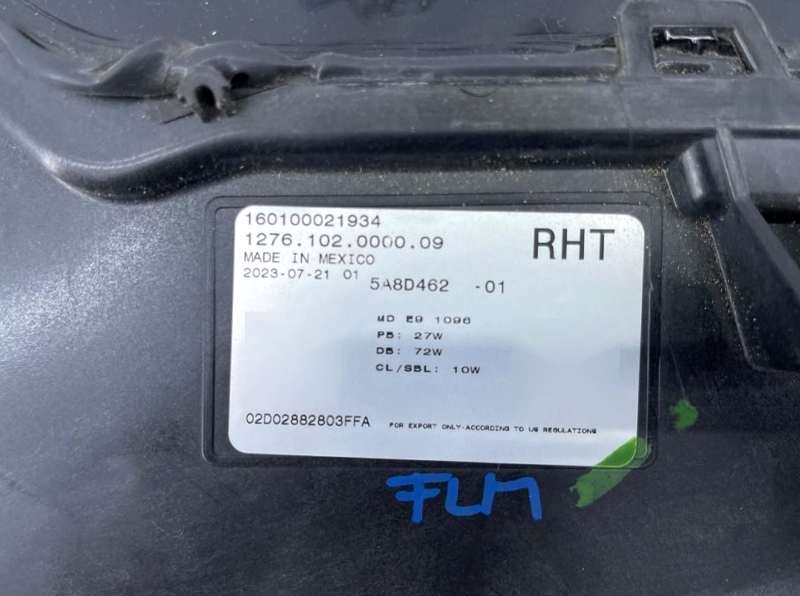 160100021934
1276.102.0000.09
RHT
MADE IN MEXICO
2023-07-21 01
5A8D462 -01
MD E9 1096
PB: 27W
DB: 72W
CL/SBL: 10W
02D02882803FFA
FOR EXPORT ONLY-ACCORDING TO US REGULATIONS
FLM